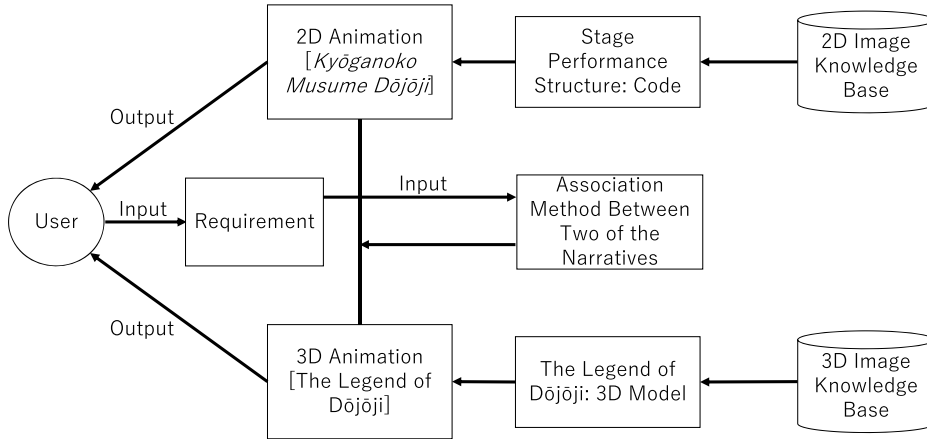 2D Animation
[Kyōganoko
Musume Dōjōji]
Stage
Performance
Structure: Code
2D Image
Knowledge
Base
Output
User
Input
Requirement
Input
Association
Method Between
Two of the
Narratives
Output
3D Animation
[The Legend of
Dōjōji]
The Legend of
Dōjōji: 3D Model
3D Image
Knowledge
Base